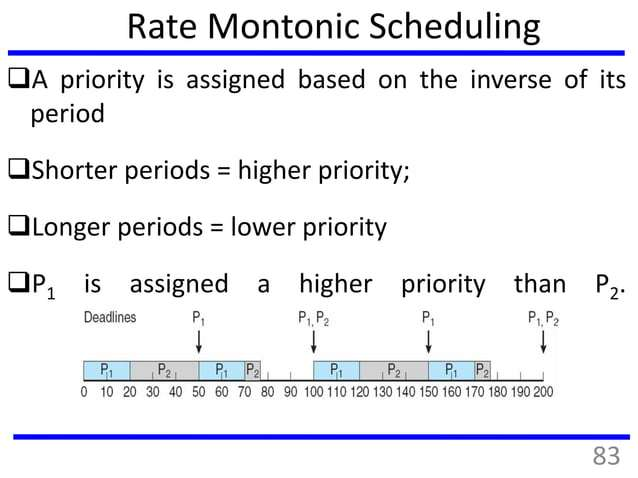 Rate Montonic Scheduling
❑A priority is assigned based on the inverse of its
period
❑Shorter periods = higher priority;
❑Longer periods = lower priority
❑P1 is assigned a higher priority than P2.
Deadlines P1 P1, P2 P1 P1, P2
P1 P2 P1 P2 P1 P2 P1 P2
0 10 20 30 40 50 60 70 80 90 100 110 120 130 140 150 160 170 180 190 200
83